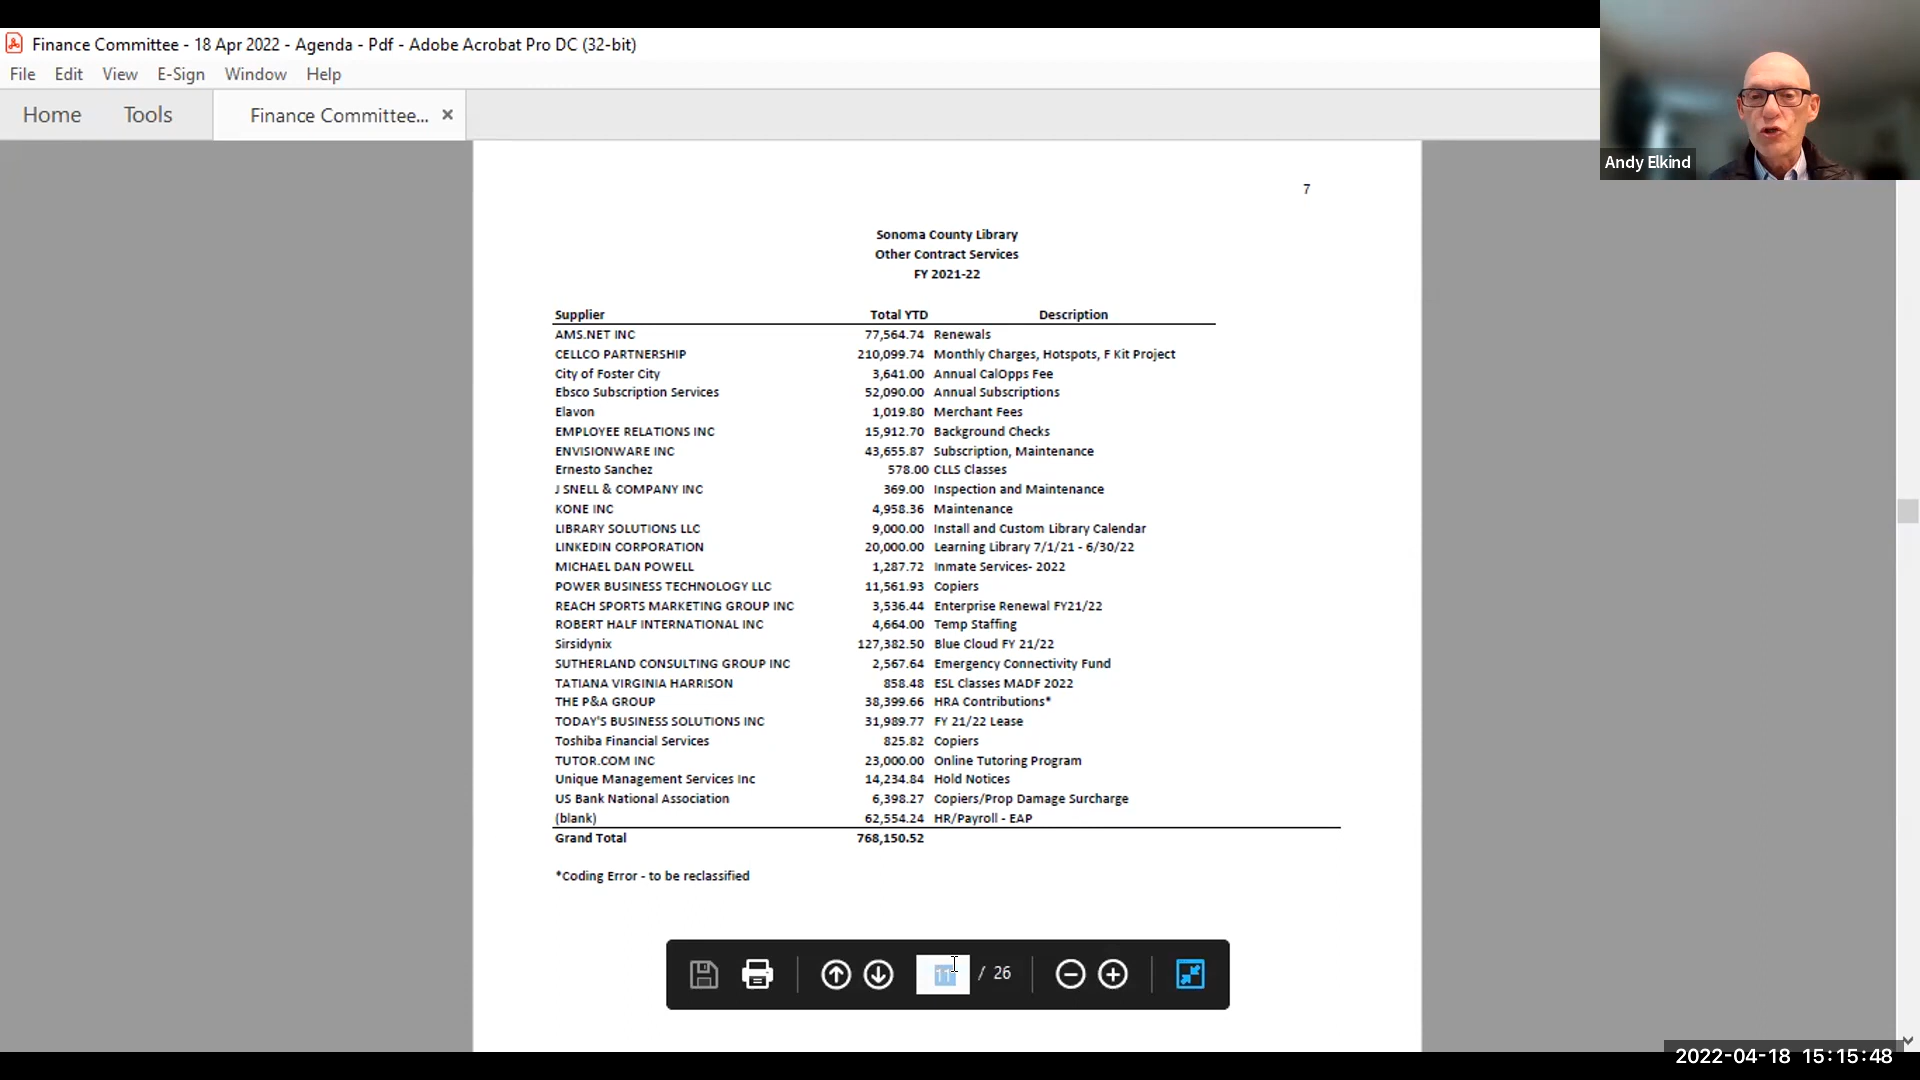 Finance Committee - 18 Apr 2022 - Agenda - Pdf - Adobe Acrobat Pro DC (32-bit)
File Edit View E-Sign Window Help
Home Tools Finance Committee... ×
Andy Elkind
7
Sonoma County Library
Other Contract Services
FY 2021-22
Supplier Total YTD Description
AMS.NET INC 77,564.74 Renewals
CELLCO PARTNERSHIP 210,099.74 Monthly Charges, Hotspots, F Kit Project
City of Foster City 3,641.00 Annual CalOpps Fee
Ebsco Subscription Services 52,090.00 Annual Subscriptions
Elavon 1,019.80 Merchant Fees
EMPLOYEE RELATIONS INC 15,912.70 Background Checks
ENVISIONWARE INC 43,655.87 Subscription, Maintenance
Ernesto Sanchez 578.00 CLLS Classes
J SNELL & COMPANY INC 369.00 Inspection and Maintenance
KONE INC 4,958.36 Maintenance
LIBRARY SOLUTIONS LLC 9,000.00 Install and Custom Library Calendar
LINKEDIN CORPORATION 20,000.00 Learning Library 7/1/21 - 6/30/22
MICHAEL DAN POWELL 1,287.72 Inmate Services- 2022
POWER BUSINESS TECHNOLOGY LLC 11,561.93 Copiers
REACH SPORTS MARKETING GROUP INC 3,536.44 Enterprise Renewal FY21/22
ROBERT HALF INTERNATIONAL INC 4,664.00 Temp Staffing
Sirsidynix 127,382.50 Blue Cloud FY 21/22
SUTHERLAND CONSULTING GROUP INC 2,567.64 Emergency Connectivity Fund
TATIANA VIRGINIA HARRISON 858.48 ESL Classes MADF 2022
THE P&A GROUP 38,399.66 HRA Contributions*
TODAY'S BUSINESS SOLUTIONS INC 31,989.77 FY 21/22 Lease
Toshiba Financial Services 825.82 Copiers
TUTOR.COM INC 23,000.00 Online Tutoring Program
Unique Management Services Inc 14,234.84 Hold Notices
US Bank National Association 6,398.27 Copiers/Prop Damage Surcharge
(blank) 62,554.24 HR/Payroll - EAP
Grand Total 768,150.52
*Coding Error - to be reclassified
11 / 26
2022-04-18 15:15:48